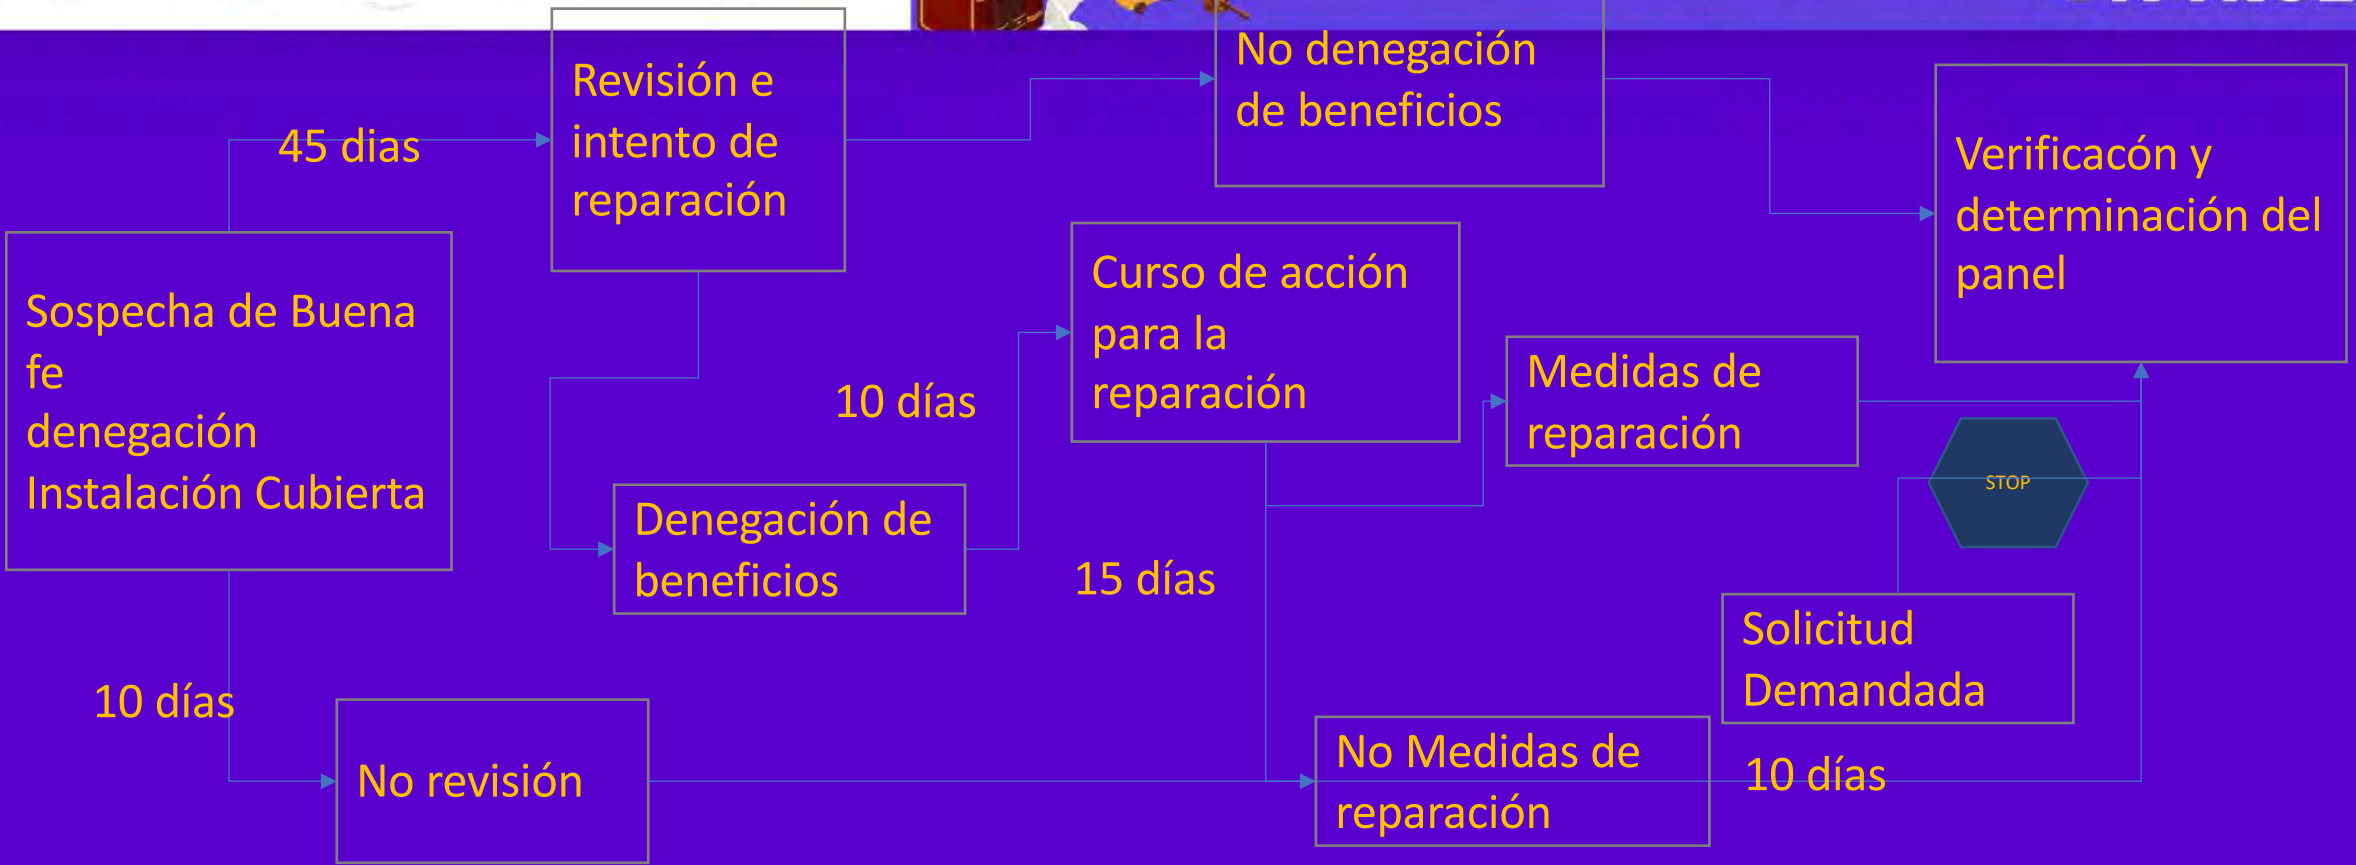 Revisión e
intento de
reparación
No denegación
de beneficios
45 dias
Verificacón y
determinación del
panel
Sospecha de Buena
fe
denegación
Instalación Cubierta
Curso de acción
para la
reparación
10 días
Medidas de
reparación
STOP
Denegación de
beneficios
15 días
Solicitud
Demandada
10 días
No revisión
No Medidas de
reparación
10 días